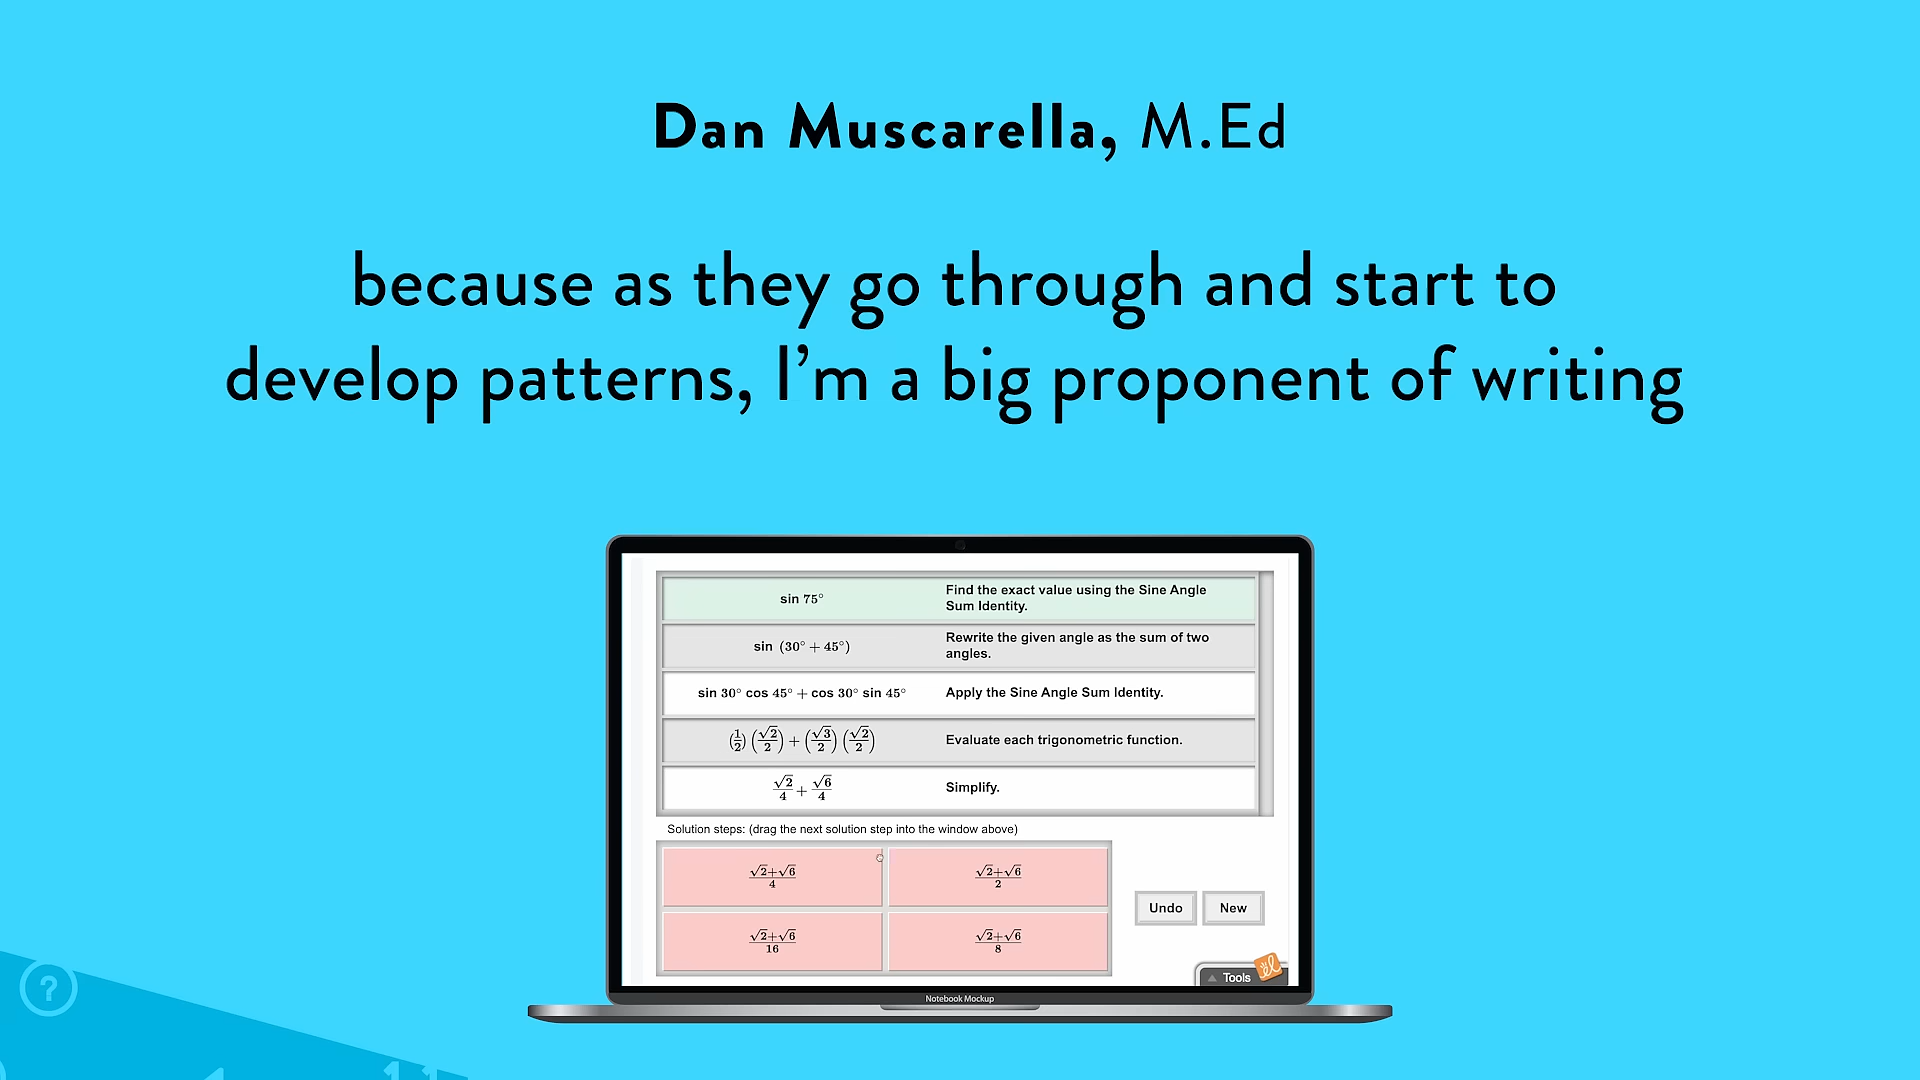 Dan Muscarella, M.Ed
because as they go through and start to
develop patterns, I'm a big proponent of writing
sin 75° Find the exact value using the Sine Angle
Sum Identity.
sin (30° + 45°) Rewrite the given angle as the sum of two
angles.
sin 30° cos 45° + cos 30° sin 45° Apply the Sine Angle Sum Identity.
(1/2) (√2/2) + (√3/2) (√2/2) Evaluate each trigonometric function.
√2/4 + √6/4 Simplify.
Solution steps: (drag the next solution step into the window above)
√2+√6/4 √2+√6/2
Undo New
√2+√6/16 √2+√6/8
Tools
Notebook Mockup
?